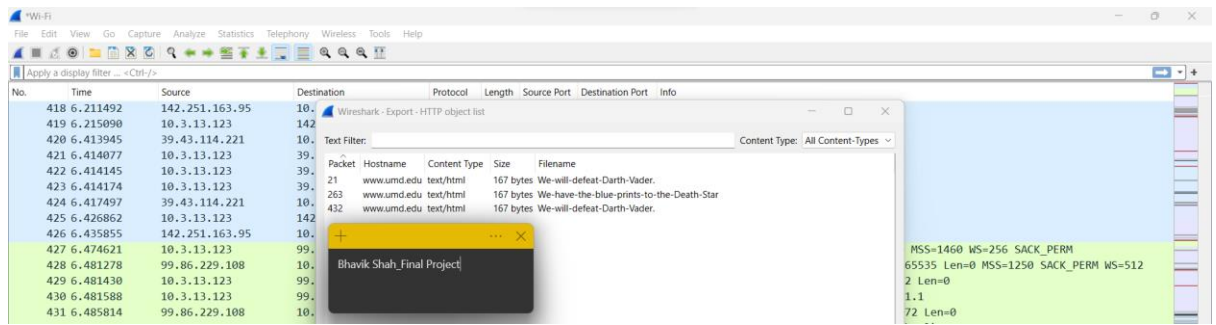 *Wi-Fi
File Edit View Go Capture Analyze Statistics Telephony Wireless Tools Help
Apply a display filter ... <Ctrl-/>
No. Time Source Destination Protocol Length Source Port Destination Port Info
418 6.211492 142.251.163.95 10.
419 6.215090 10.3.13.123 142
420 6.413945 39.43.114.221 10.
421 6.414077 10.3.13.123 39.
422 6.414145 10.3.13.123 39.
423 6.414174 10.3.13.123 39.
424 6.417497 39.43.114.221 10.
425 6.426862 10.3.13.123 142
426 6.435855 142.251.163.95 10.
427 6.474621 10.3.13.123 99. MSS=1460 WS=256 SACK_PERM
428 6.481278 99.86.229.108 10. 65535 Len=0 MSS=1250 SACK_PERM WS=512
429 6.481430 10.3.13.123 99. 2 Len=0
430 6.481588 10.3.13.123 99. 1.1
431 6.485814 99.86.229.108 10. 72 Len=0
Wireshark - Export - HTTP object list
Text Filter: Content Type: All Content-Types
Packet Hostname Content Type Size Filename
21 www.umd.edu text/html 167 bytes We-will-defeat-Darth-Vader.
263 www.umd.edu text/html 167 bytes We-have-the-blue-prints-to-the-Death-Star
432 www.umd.edu text/html 167 bytes We-will-defeat-Darth-Vader.
Bhavik Shah_Final Project